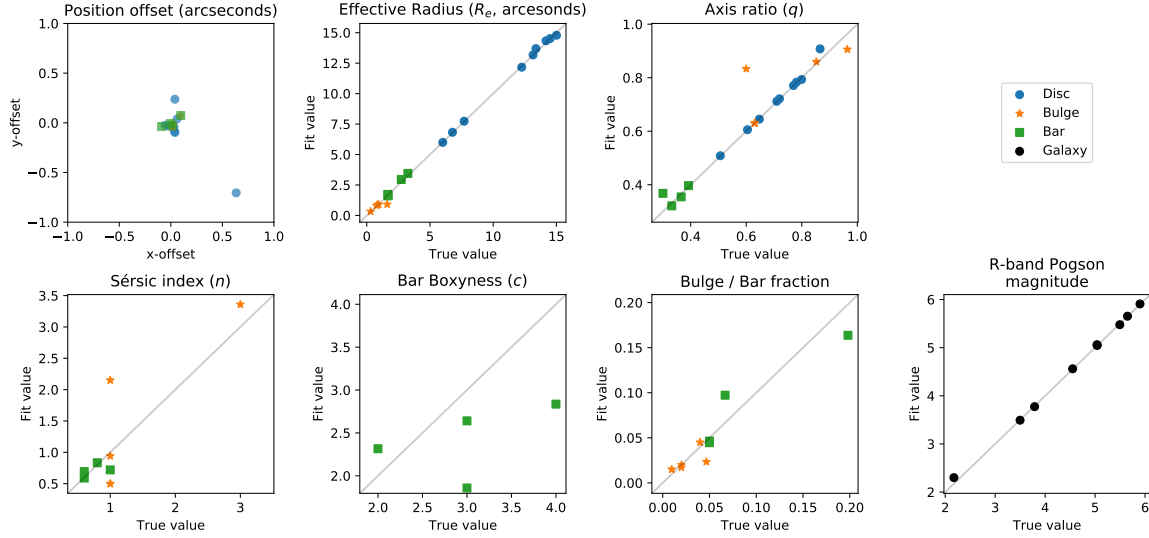 Position offset (arcseconds)
1.0
0.5
0.0
−0.5
−1.0
y-offset
−1.0 −0.5 0.0 0.5 1.0
x-offset
Effective Radius (Re, arcesonds)
15.0
12.5
10.0
7.5
5.0
2.5
0.0
Fit value
0 5 10 15
True value
Axis ratio (q)
1.0
0.8
0.6
0.4
Fit value
0.4 0.6 0.8 1.0
True value
Disc
Bulge
Bar
Galaxy
Sérsic index (n)
3.5
3.0
2.5
2.0
1.5
1.0
0.5
Fit value
1 2 3
True value
Bar Boxyness (c)
4.0
3.5
3.0
2.5
2.0
Fit value
2.0 2.5 3.0 3.5 4.0
True value
Bulge / Bar fraction
0.20
0.15
0.10
0.05
0.00
Fit value
0.00 0.05 0.10 0.15 0.20
True value
R-band Pogson
magnitude
6
5
4
3
2
Fit value
2 3 4 5 6
True value